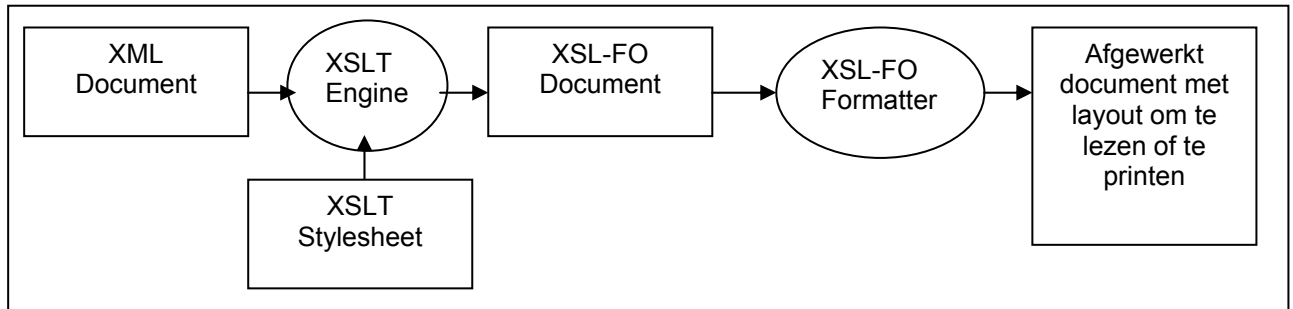 XML
Document
XSLT
Engine
XSL-FO
Document
XSL-FO
Formatter
Afgewerkt
document met
layout om te
lezen of te
printen
XSLT
Stylesheet